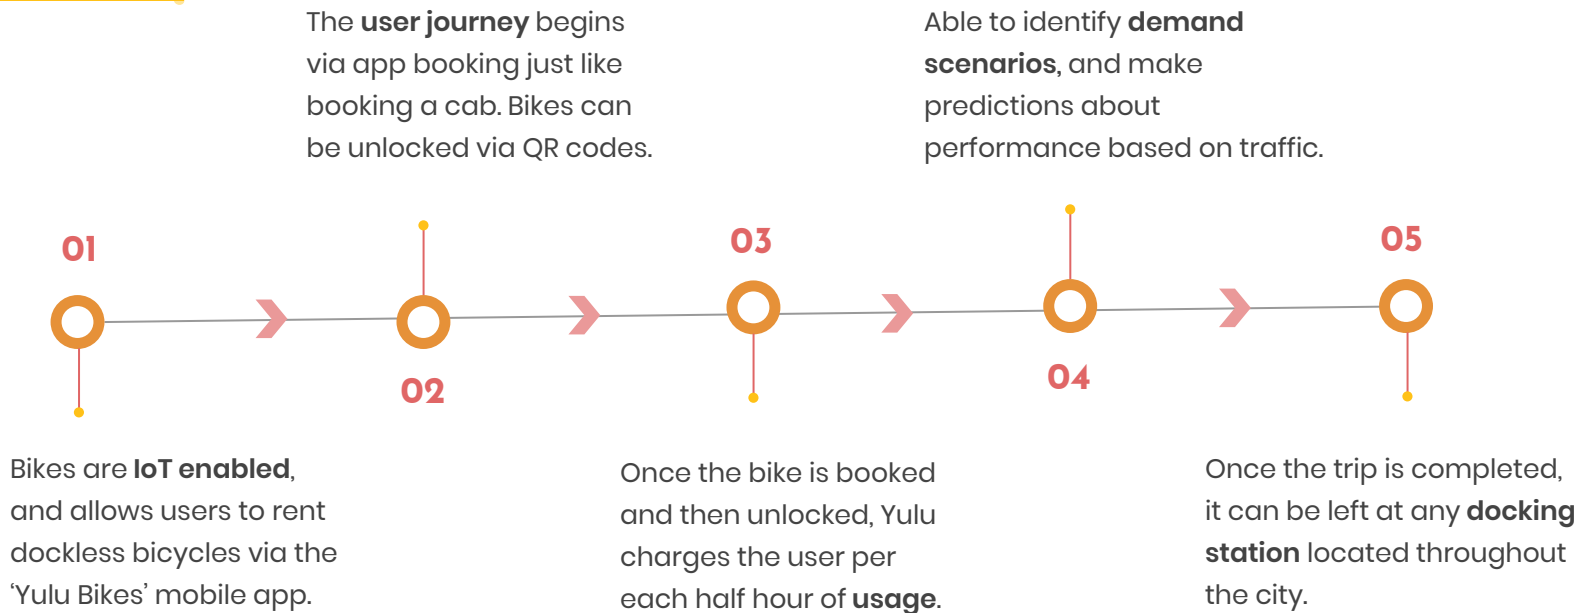 The user journey begins
via app booking just like
booking a cab. Bikes can
be unlocked via QR codes.
Able to identify demand
scenarios, and make
predictions about
performance based on traffic.
01
02
03
04
05
Bikes are IoT enabled,
and allows users to rent
dockless bicycles via the
‘Yulu Bikes’ mobile app.
Once the bike is booked
and then unlocked, Yulu
charges the user per
each half hour of usage.
Once the trip is completed,
it can be left at any docking
station located throughout
the city.